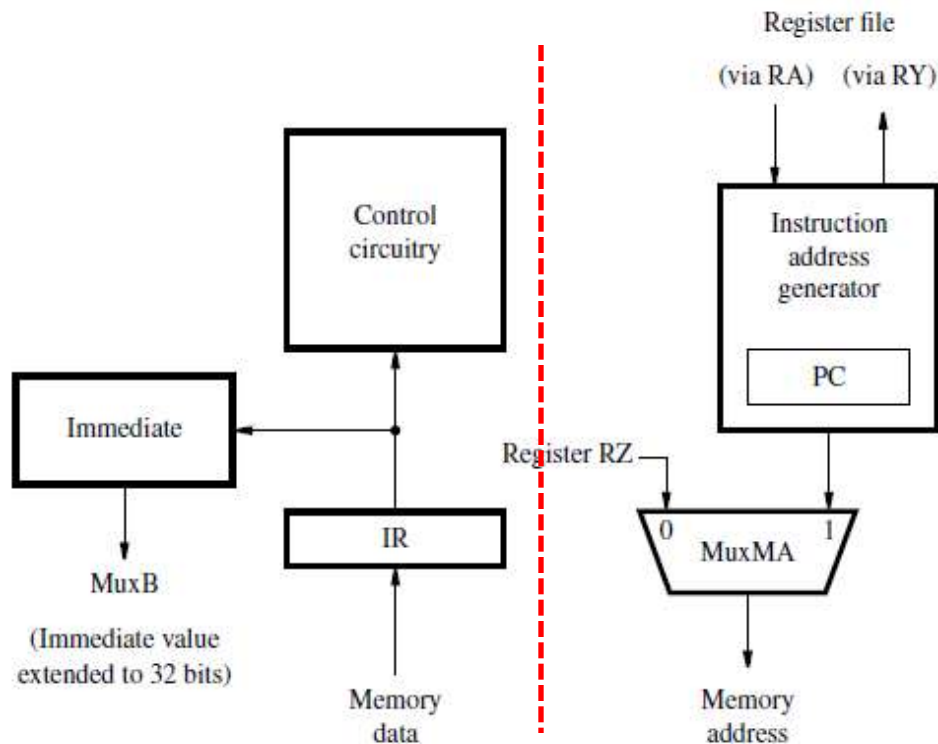 Control
circuitry
Immediate
IR
MuxB
(Immediate value
extended to 32 bits)
Memory
data
Register file
(via RA) (via RY)
Instruction
address
generator
PC
Register RZ
0 1
MuxMA
Memory
address